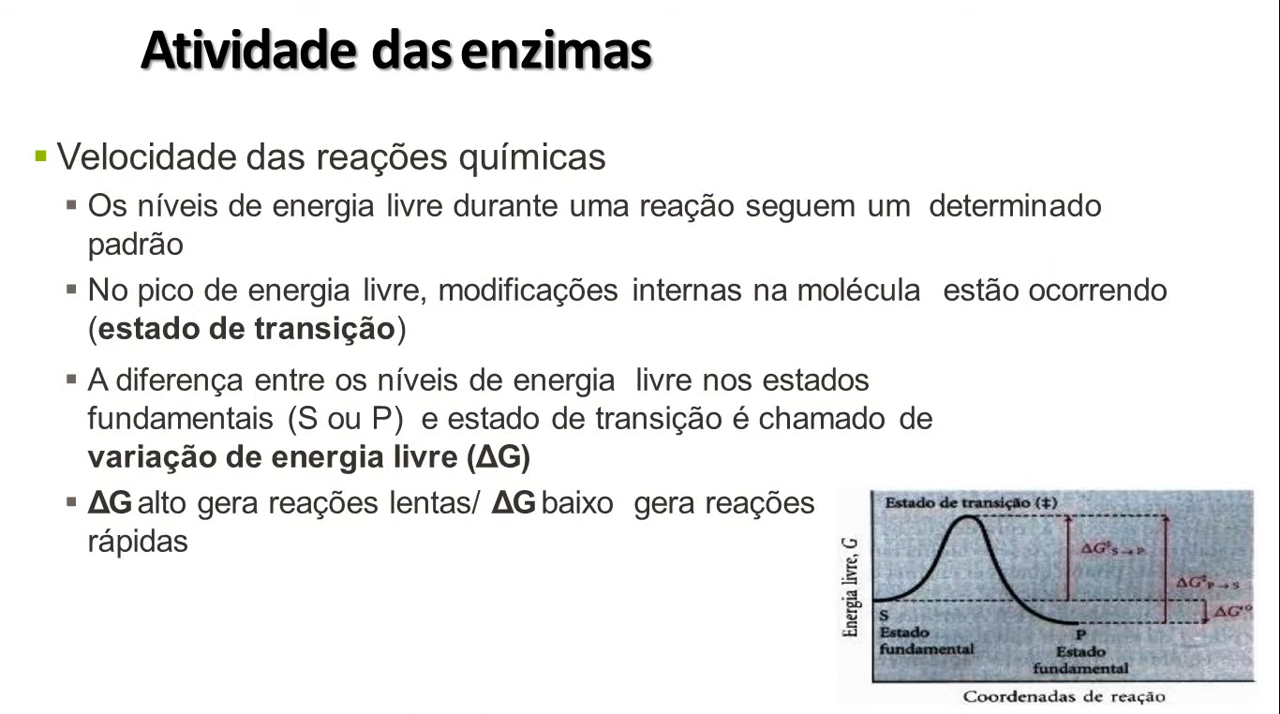 Atividade das enzimas
Velocidade das reações químicas
Os níveis de energia livre durante uma reação seguem um determinado
padrão
No pico de energia livre, modificações internas na molécula estão ocorrendo
(estado de transição)
A diferença entre os níveis de energia livre nos estados
fundamentais (S ou P) e estado de transição é chamado de
variação de energia livre (ΔG)
ΔG alto gera reações lentas/ ΔG baixo gera reações
rápidas
Estado de transição (‡)
Energia livre, G
ΔG‡S→P
ΔG‡P→S
ΔG'°
S
Estado
fundamental
P
Estado
fundamental
Coordenadas de reação